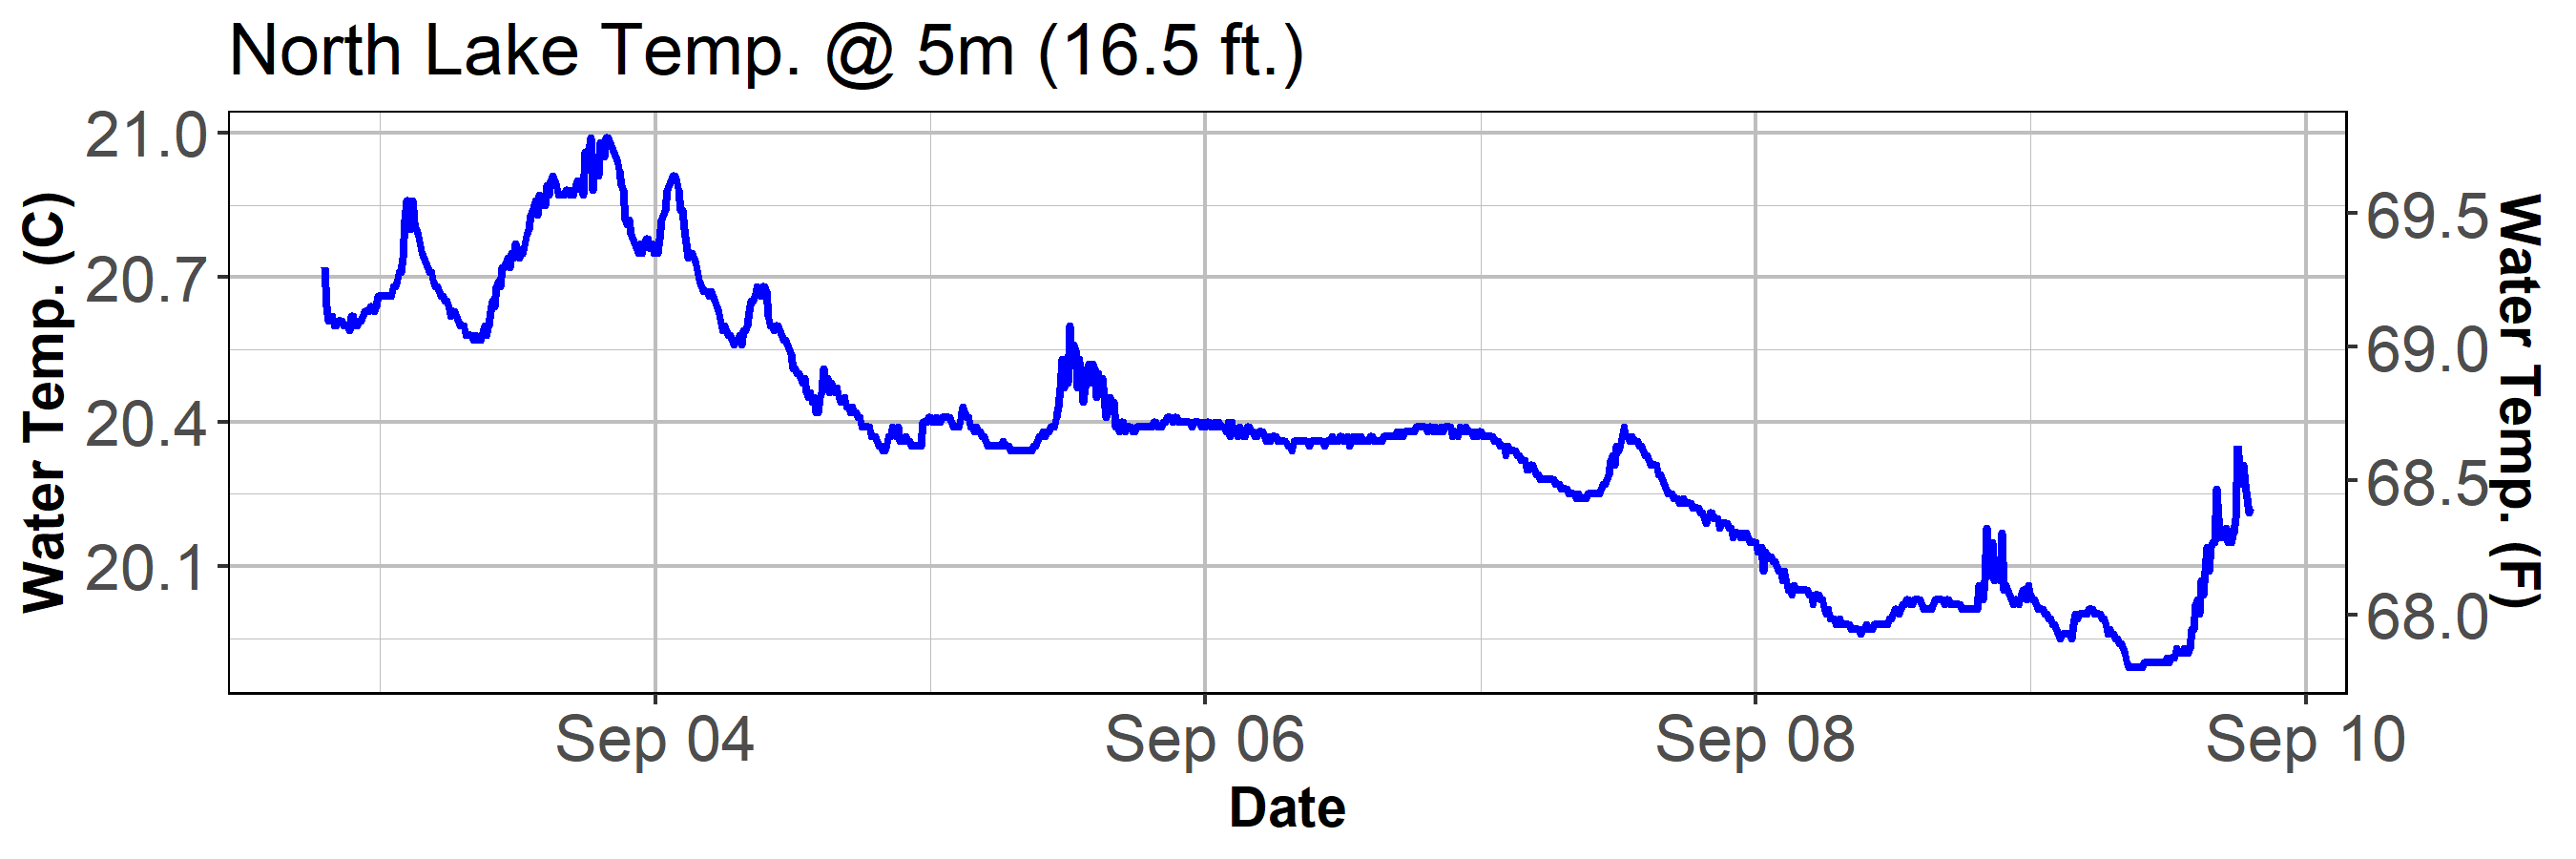 North Lake Temp. @ 5m (16.5 ft.)
Water Temp. (C)
21.0
20.7
20.4
20.1
69.5
69.0
68.5
68.0
Water Temp. (F)
Sep 04
Sep 06
Sep 08
Sep 10
Date